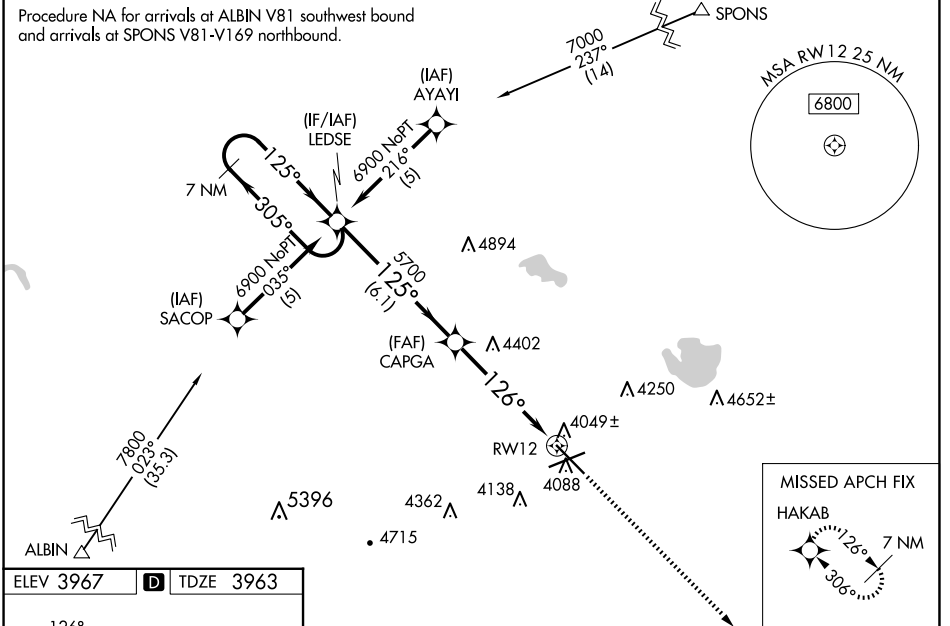 Procedure NA for arrivals at ALBIN V81 southwest bound
and arrivals at SPONS V81-V169 northbound.
SPONS
7000
237°
(14)
MSA RW12 25 NM
6800
(IAF)
AYAYI
(IF/IAF)
LEDSE
6900 NoPT
216°
(5)
125°
7 NM
305°
6900 NoPT
035°
(5)
(IAF)
SACOP
4894
5700
125°
(6.1)
(FAF)
CAPGA
4402
126°
4250
4652±
4049±
RW12
4088
7800
023°
(35.3)
5396
4362
4138
4715
ALBIN
MISSED APCH FIX
HAKAB
126°
7 NM
306°
ELEV 3967 D TDZE 3963